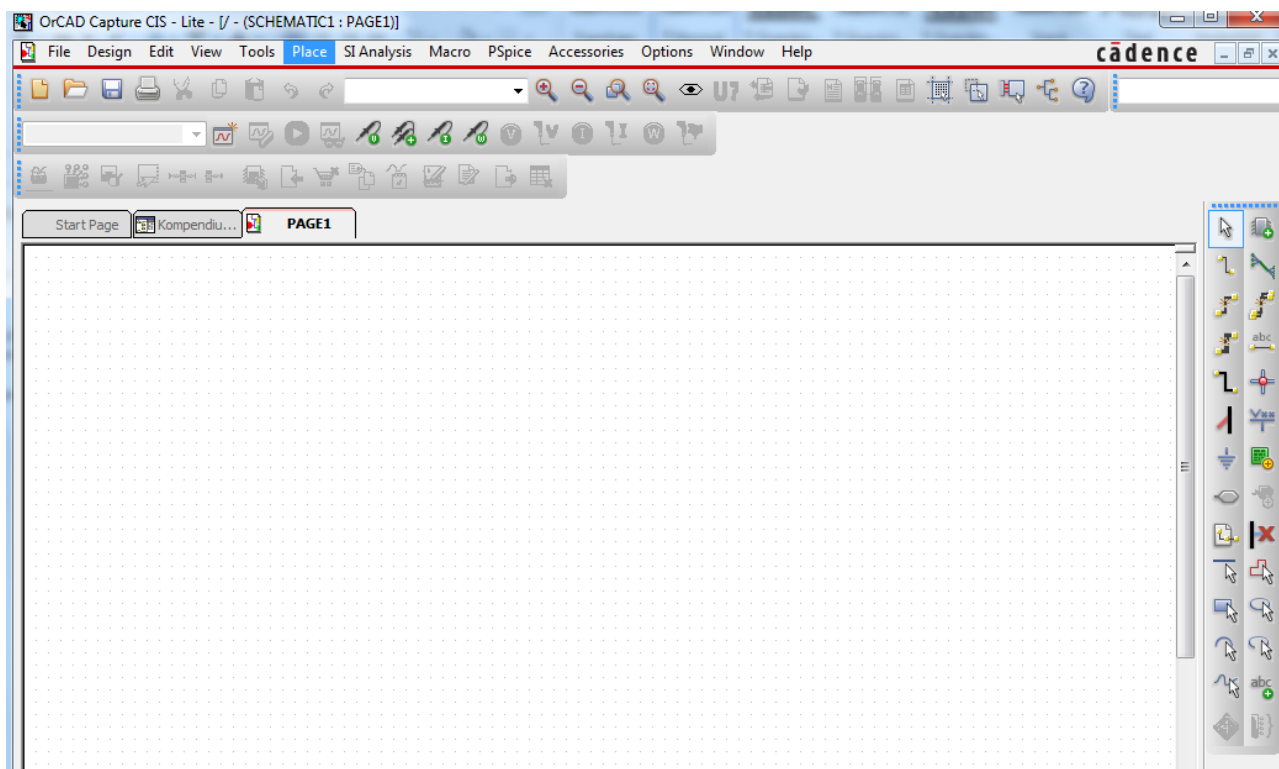 OrCAD Capture CIS - Lite - [/ - (SCHEMATIC1 : PAGE1)]
File Design Edit View Tools Place SI Analysis Macro PSpice Accessories Options Window Help cādence
U?
V V I I W
Start Page Kompendiu... PAGE1
abc
abc